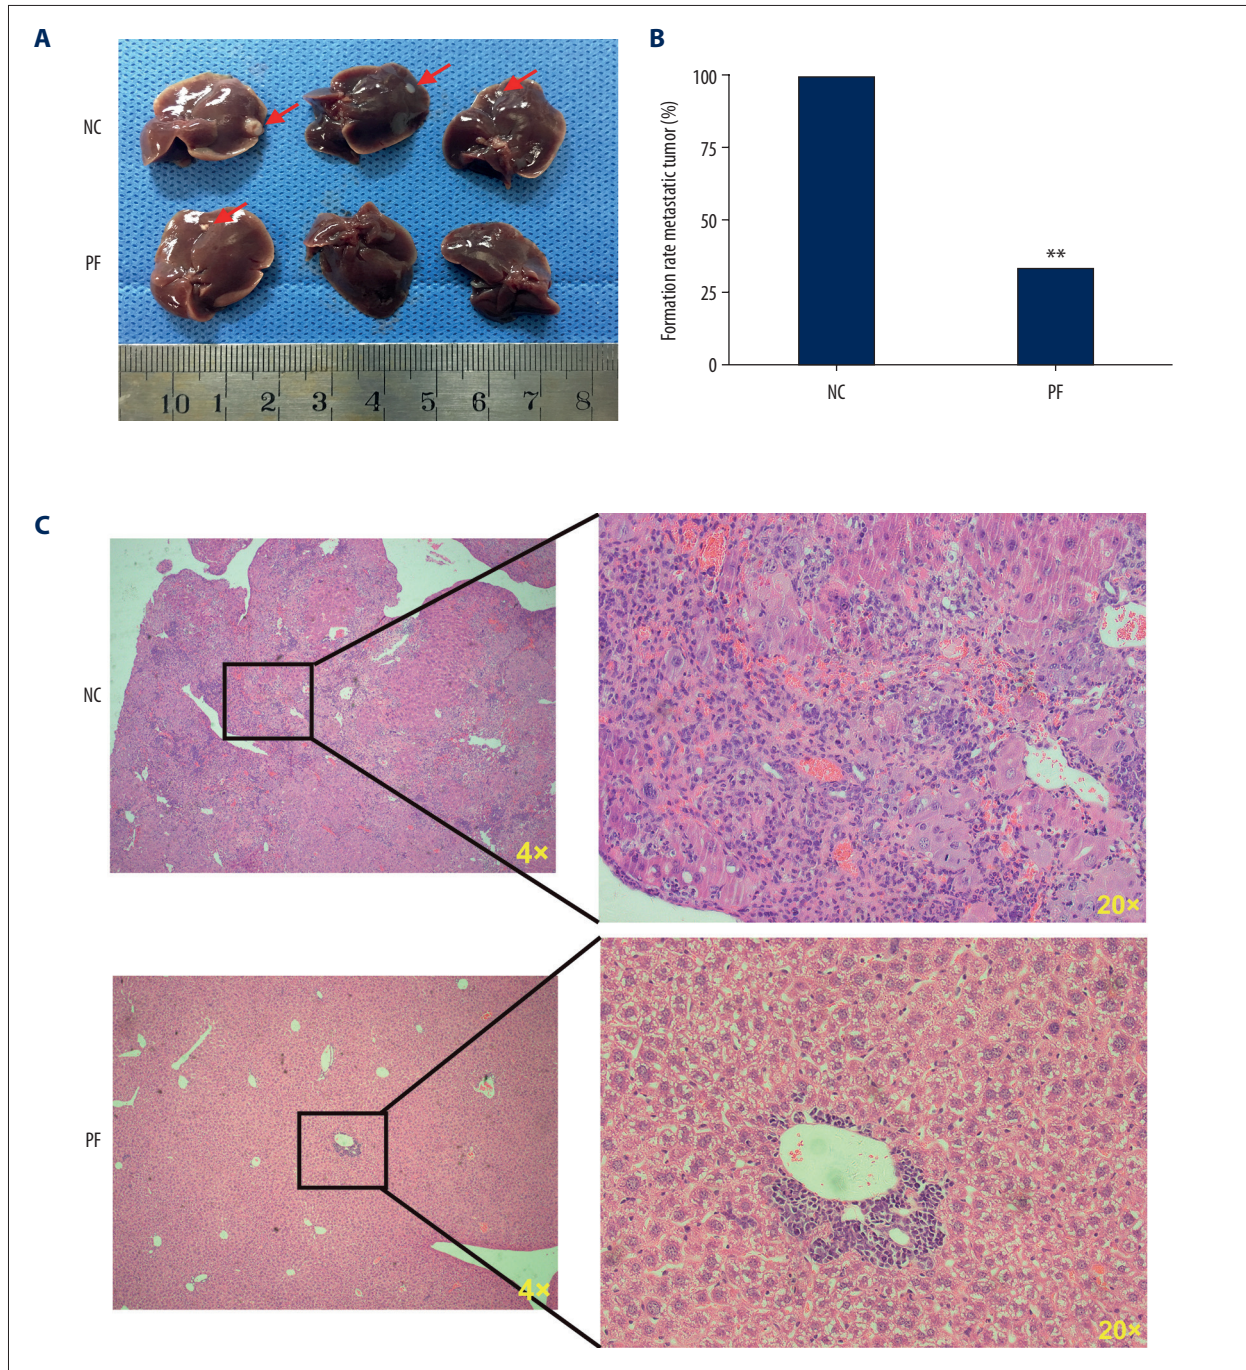 A
NC
PF
10 1 2 3 4 5 6 7 8
B
Formation rate metastatic tumor (%)
100
75
50
25
0
**
NC
PF
C
NC
4×
20×
PF
4×
20×